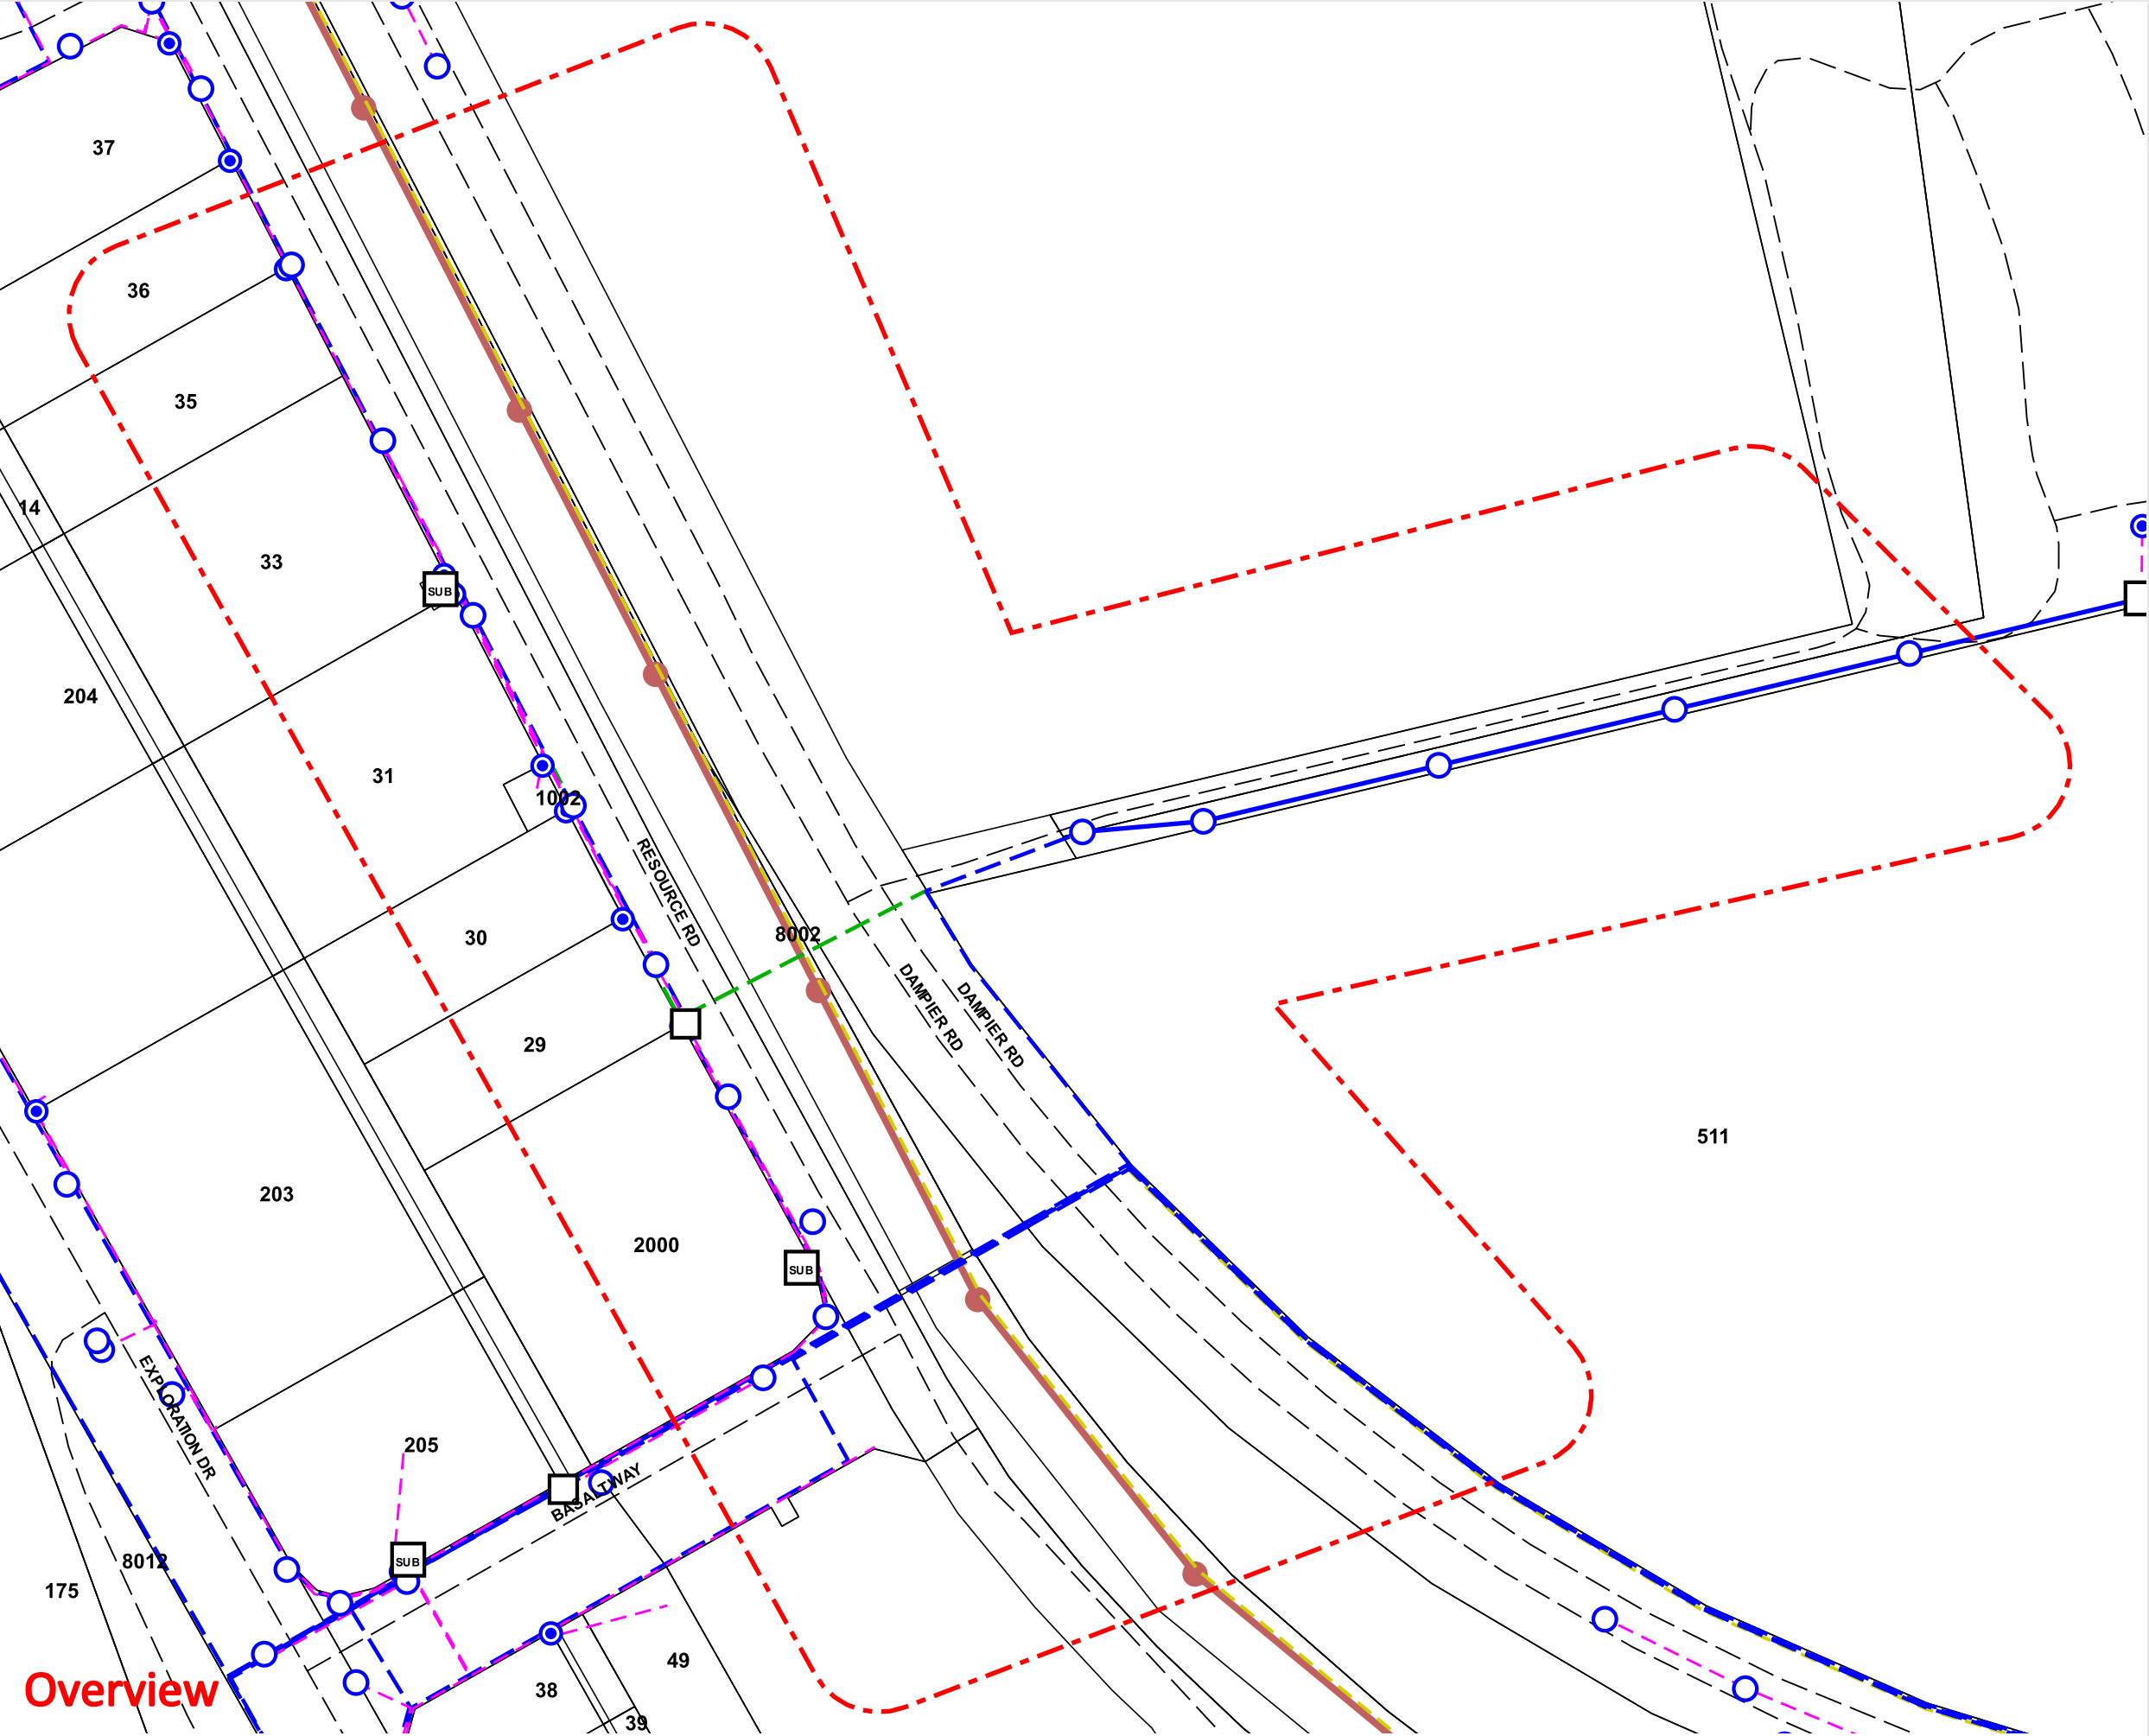 37
36
35
14
33
SUB
204
31
1002
RESOURCE RD
30
8002
DAMPIER RD
DAMPIER RD
29
511
203
2000
SUB
EXPLORATION DR
205
BASALT WAY
SUB
8012
175
49
Overview
38
39